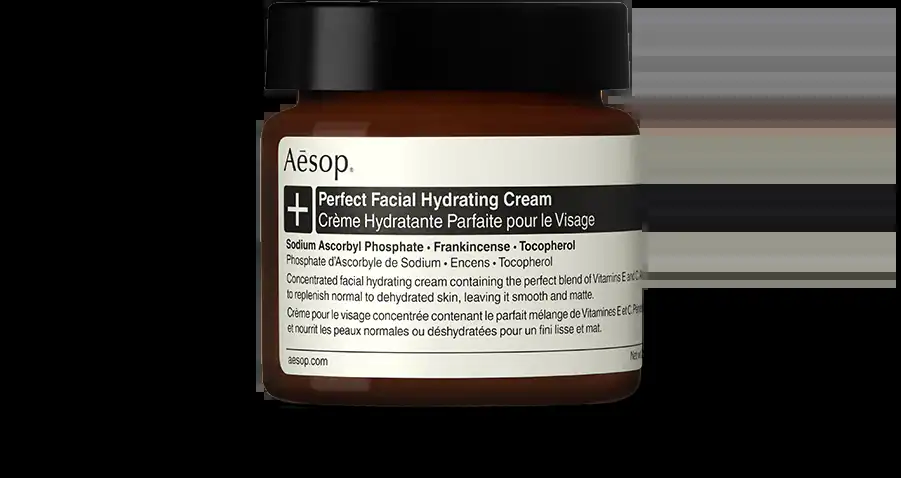 Aēsop®
+
Perfect Facial Hydrating Cream
Crème Hydratante Parfaite pour le Visage
Sodium Ascorbyl Phosphate • Frankincense • Tocopherol
Phosphate d'Ascorbyle de Sodium • Encens • Tocopherol
Concentrated facial hydrating cream containing the perfect blend of Vitamins E and C.
to replenish normal to dehydrated skin, leaving it smooth and matte.
Crème pour le visage concentrée contenant le parfait mélange de Vitamines E et C.
et nourrit les peaux normales ou déshydratées pour un fini lisse et mat.
aesop.com
Net